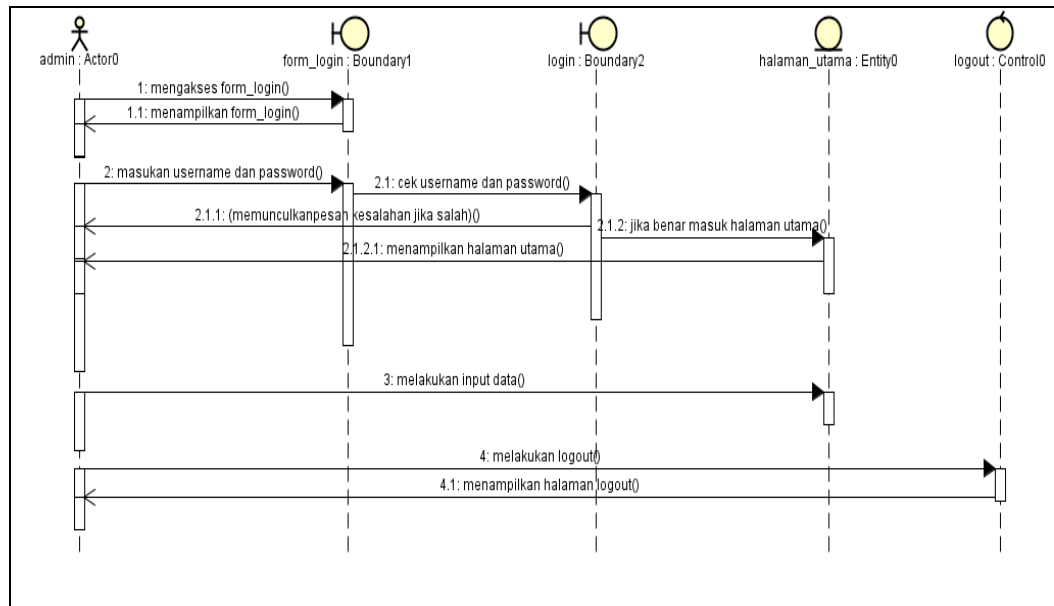 admin : Actor0
form_login : Boundary1
login : Boundary2
halaman_utama : Entity0
logout : Control0
1: mengakses form_login()
1.1: menampilkan form_login()
2: masukan username dan password()
2.1: cek username dan password()
2.1.1: (memunculkanpesan kesalahan jika salah)()
2.1.2: jika benar masuk halaman utama()
2.1.2.1: menampilkan halaman utama()
3: melakukan input data()
4: melakukan logout()
4.1: menampilkan halaman logout()